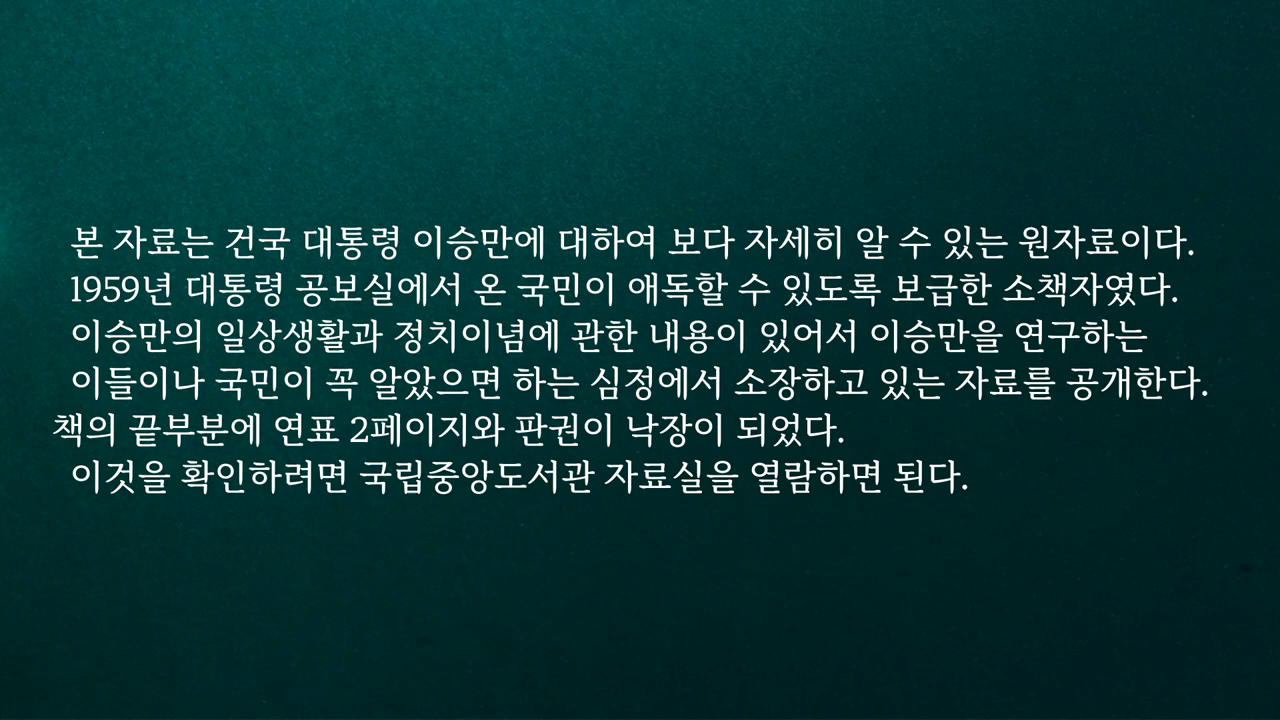 본 자료는 건국 대통령 이승만에 대하여 보다 자세히 알 수 있는 원자료이다.
1959년 대통령 공보실에서 온 국민이 애독할 수 있도록 보급한 소책자였다.
이승만의 일상생활과 정치이념에 관한 내용이 있어서 이승만을 연구하는
이들이나 국민이 꼭 알았으면 하는 심정에서 소장하고 있는 자료를 공개한다.
책의 끝부분에 연표 2페이지와 판권이 낙장이 되었다.
이것을 확인하려면 국립중앙도서관 자료실을 열람하면 된다.